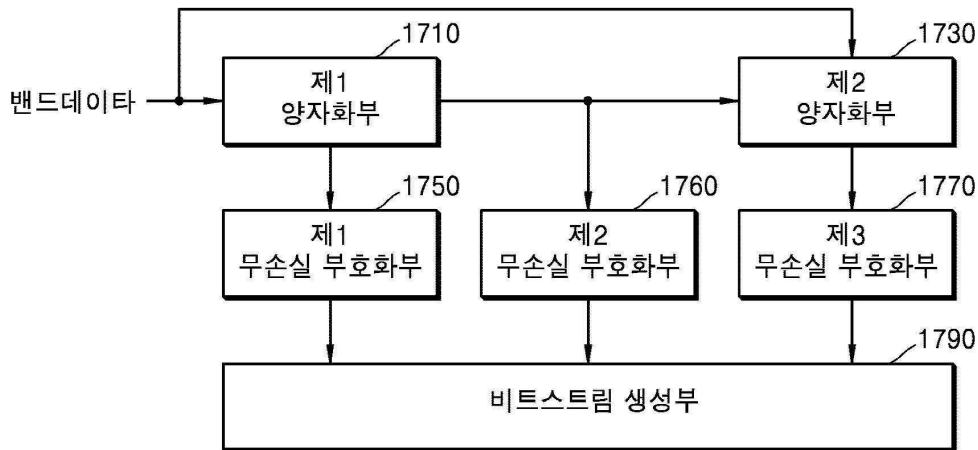 1710
1730
밴드데이타
제1
양자화부
제2
양자화부
1750
1760
1770
제1
무손실 부호화부
제2
무손실 부호화부
제3
무손실 부호화부
1790
비트스트림 생성부